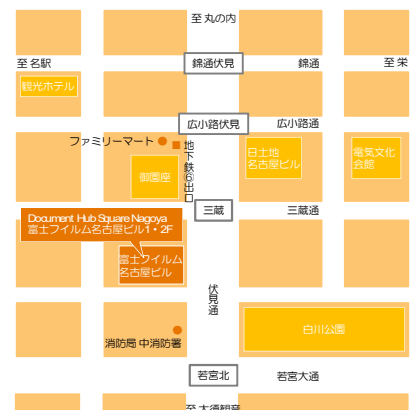 至 丸の内
至 名駅
錦通伏見
錦通
至 栄
観光ホテル
広小路伏見
広小路通
ファミリーマート
地下鉄⑥出口
日土地
名古屋ビル
電気文化
会館
御園座
三蔵
三蔵通
Document Hub Square Nagoya
富士フイルム名古屋ビル1・2F
富士フイルム
名古屋ビル
伏見通
白川公園
消防局 中消防署
若宮北
若宮大通
至 大須観音